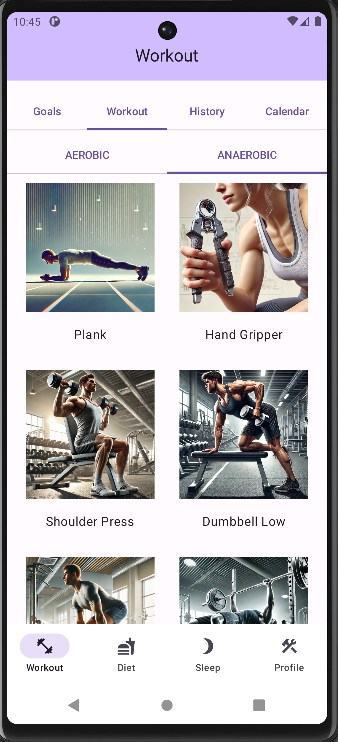 10:45
Workout
Goals Workout History Calendar
AEROBIC ANAEROBIC
Plank Hand Gripper
Shoulder Press Dumbbell Low
Workout Diet Sleep Profile